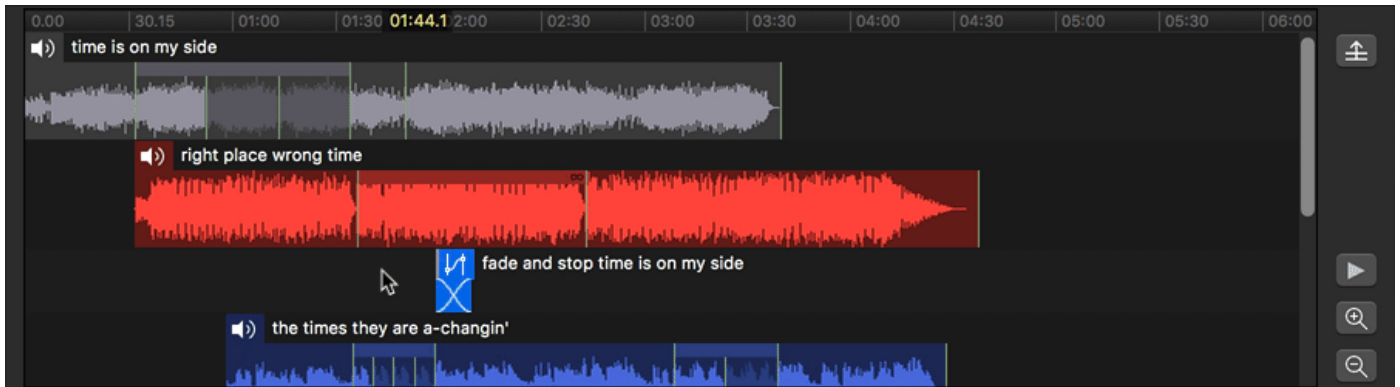 0.00 30.15 01:00 01:30 01:44.1 2:00 02:30 03:00 03:30 04:00 04:30 05:00 05:30 06:00
time is on my side
right place wrong time
∞
fade and stop time is on my side
the times they are a-changin'